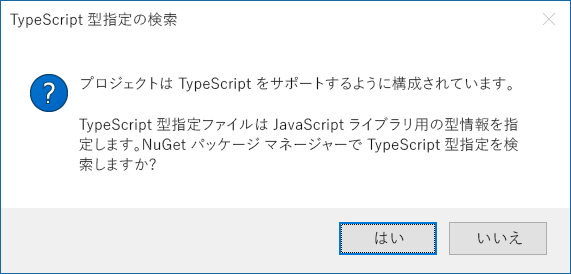 TypeScript 型指定の検索
プロジェクトは TypeScript をサポートするように構成されています。
TypeScript 型指定ファイルは JavaScript ライブラリ用の型情報を指
定します。NuGet パッケージ マネージャーで TypeScript 型指定を検
索しますか?
はい
いいえ